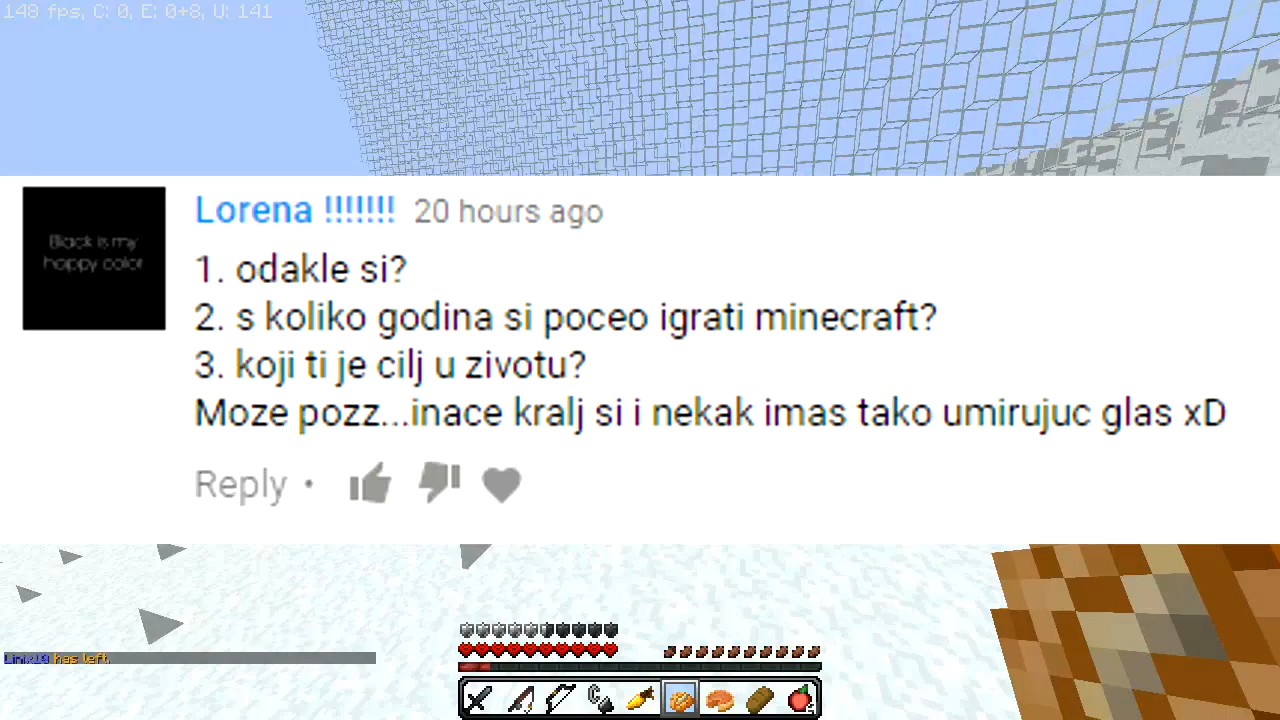 148 fps, C: 0, E: 0+8, U: 141
Black is my
happy color
Lorena !!!!!!! 20 hours ago
1. odakle si?
2. s koliko godina si poceo igrati minecraft?
3. koji ti je cilj u zivotu?
Moze pozz...inace kralj si i nekak imas tako umirujuc glas xD
Reply •
has left